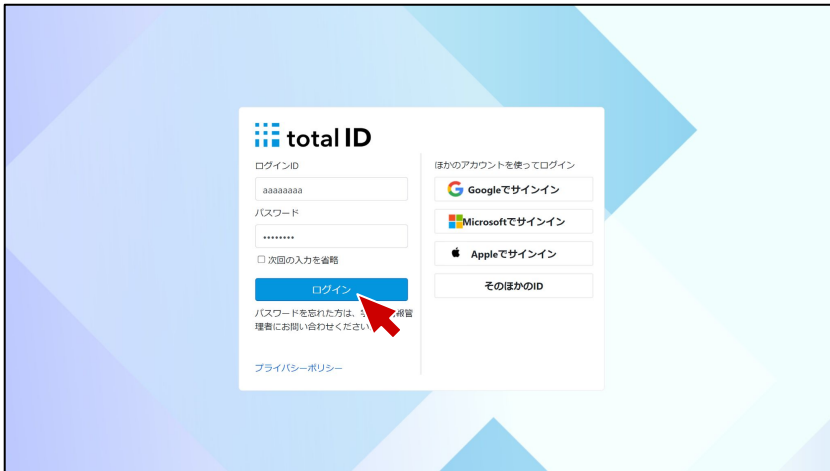 total ID
ログインID
aaaaaaaa
パスワード
••••••••
次回の入力を省略
ログイン
パスワードを忘れた方は、
報管
理者にお問い合わせください
プライバシーポリシー
ほかのアカウントを使ってログイン
Googleでサインイン
Microsoftでサインイン
Appleでサインイン
そのほかのID